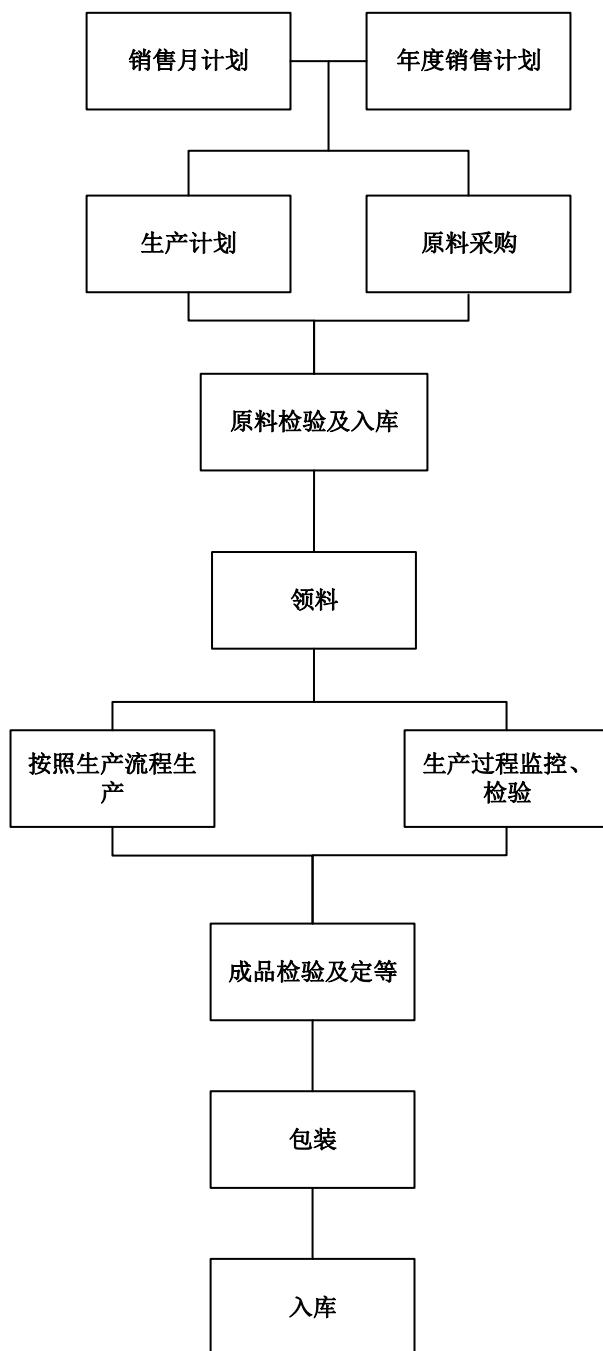 销售月计划
年度销售计划
生产计划
原料采购
原料检验及入库
领料
按照生产流程生
产
生产过程监控、
检验
成品检验及定等
包装
入库